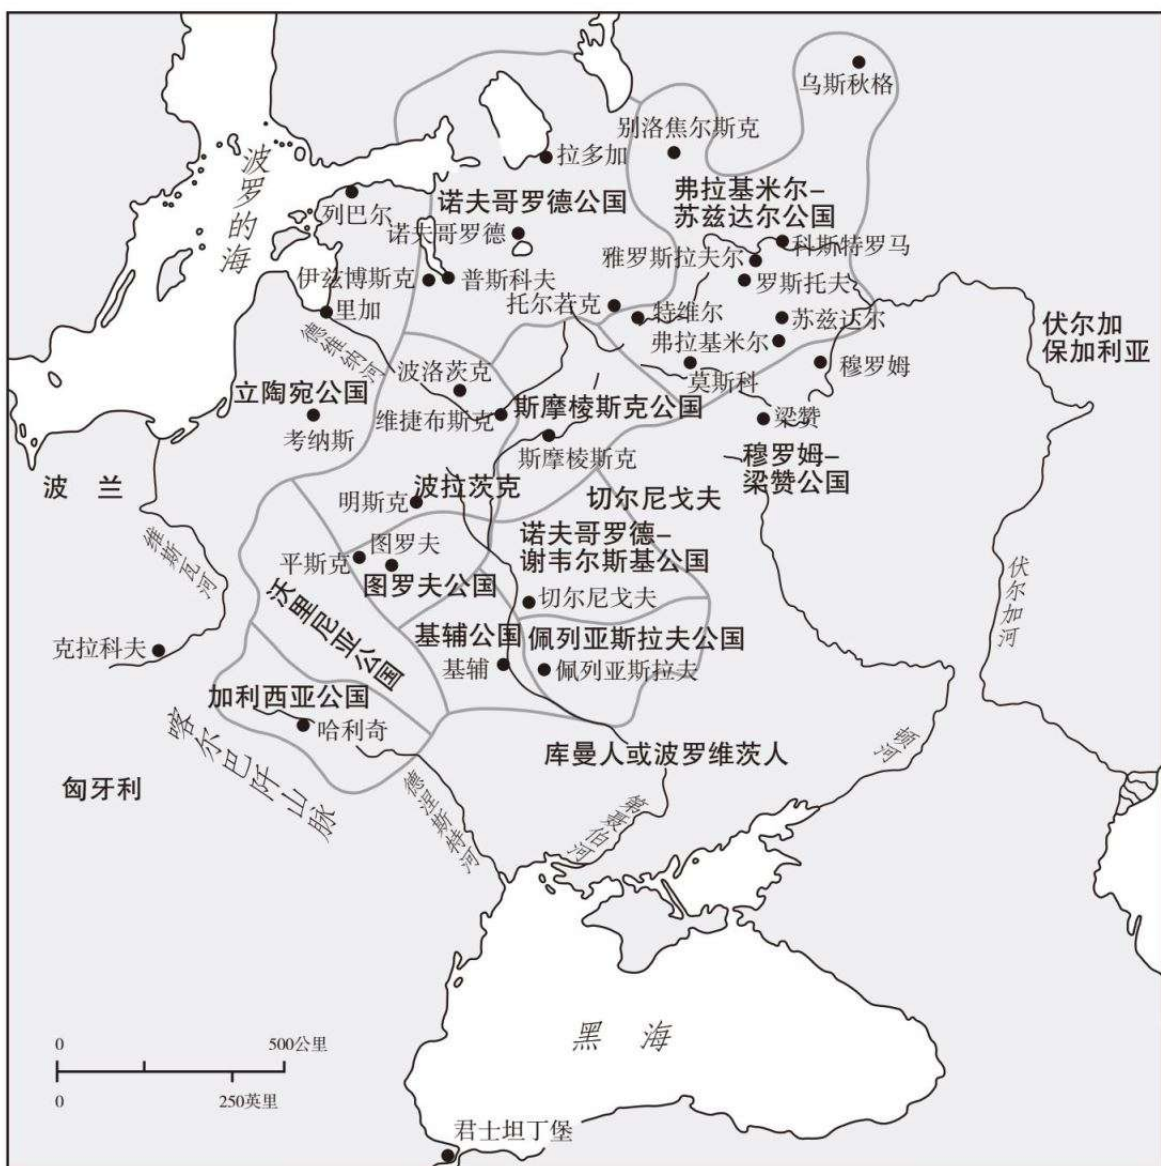 乌斯秋格
别洛焦尔斯克
拉多加
弗拉基米尔-
苏兹达尔公国
波罗的海
列巴尔
诺夫哥罗德公国
诺夫哥罗德
科斯特罗马
雅罗斯拉夫尔
伊兹博斯克
普斯科夫
罗斯托夫
里加
托尔若克
特维尔
苏兹达尔
伏尔加
保加利亚
德维纳河
弗拉基米尔
穆罗姆
波洛茨克
莫斯科
立陶宛公国
维捷布斯克
斯摩棱斯克公国
梁赞
考纳斯
斯摩棱斯克
穆罗姆-
梁赞公国
波 兰
明斯克
波拉茨克
切尔尼戈夫
维斯瓦河
图罗夫
诺夫哥罗德-
谢韦尔斯基公国
平斯克
图罗夫公国
伏尔加河
沃里尼亚公国
切尔尼戈夫
克拉科夫
基辅公国
佩列亚斯拉夫公国
基辅
佩列亚斯拉夫
加利西亚公国
哈利奇
喀尔巴阡山脉
库曼人或波罗维茨人
顿河
匈牙利
德涅斯特河
第聂伯河
黑 海
0
500公里
0
250英里
君士坦丁堡